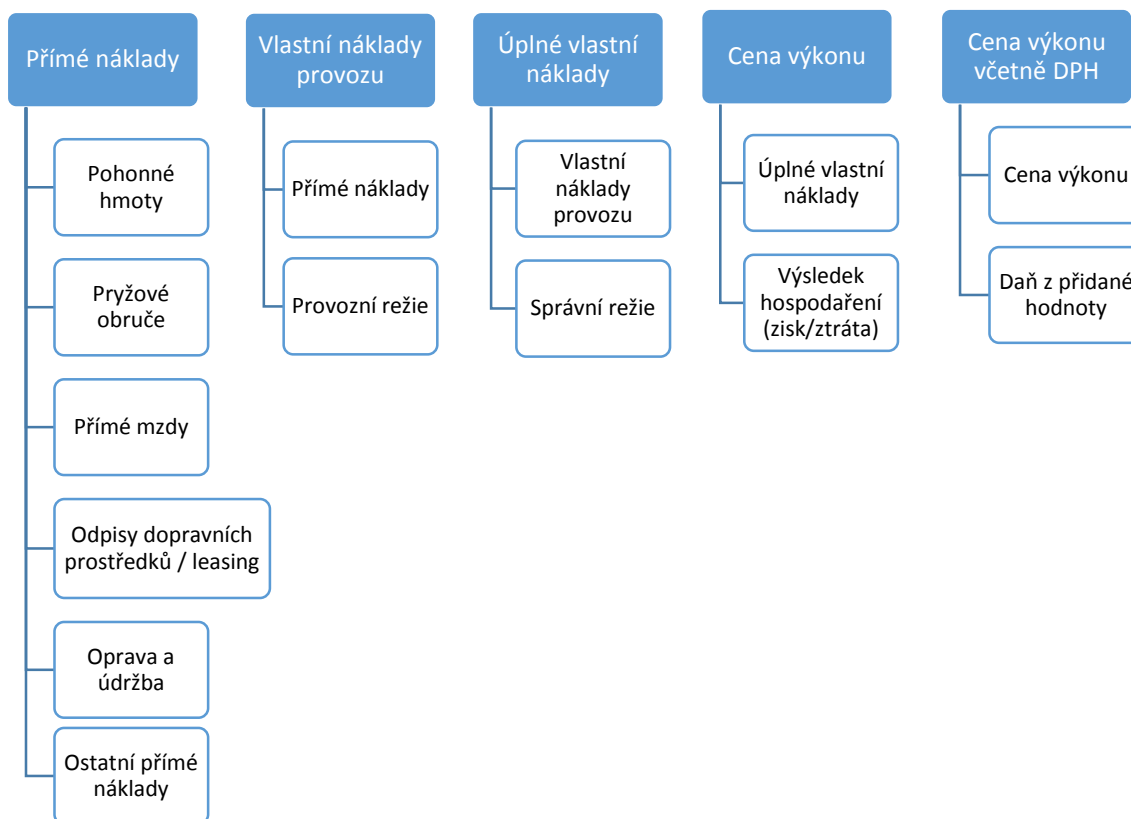 Přímé náklady
Pohonné
hmoty
Pryžové
obruče
Přímé mzdy
Odpisy dopravních
prostředků / leasing
Oprava a
údržba
Ostatní přímé
náklady
Vlastní náklady
provozu
Přímé náklady
Provozní režie
Úplné vlastní
náklady
Vlastní
náklady
provozu
Správní režie
Cena výkonu
Úplné vlastní
náklady
Výsledek
hospodaření
(zisk/ztráta)
Cena výkonu
včetně DPH
Cena výkonu
Daň z přidané
hodnoty